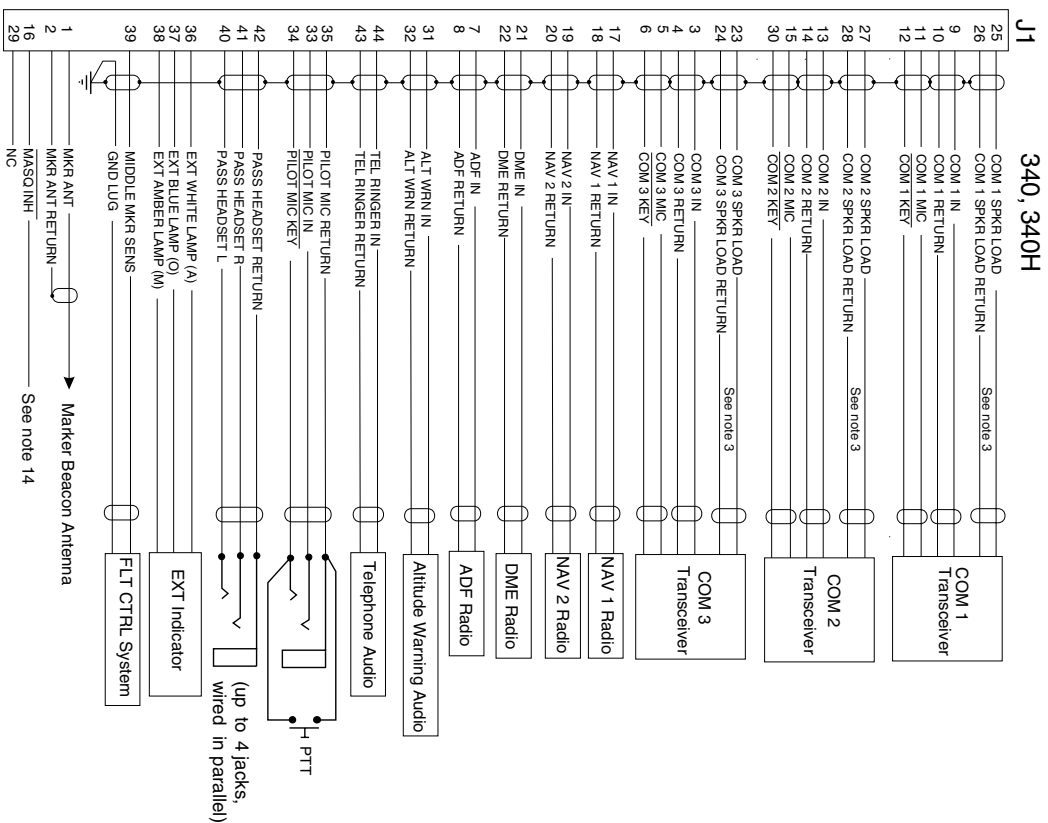 J1 340, 340H
25 COM 1 SPKR LOAD
See note 3
26 COM 1 SPKR LOAD RETURN
9 COM 1 IN
10 COM 1 RETURN
11 COM 1 MIC
12 COM 1 KEY
COM 1
Transceiver
27 COM 2 SPKR LOAD
See note 3
28 COM 2 SPKR LOAD RETURN
13 COM 2 IN
14 COM 2 RETURN
15 COM 2 MIC
30 COM 2 KEY
COM 2
Transceiver
23 COM 3 SPKR LOAD
See note 3
24 COM 3 SPKR LOAD RETURN
3 COM 3 IN
4 COM 3 RETURN
5 COM 3 MIC
6 COM 3 KEY
COM 3
Transceiver
17 NAV 1 IN
18 NAV 1 RETURN
NAV 1 Radio
19 NAV 2 IN
20 NAV 2 RETURN
NAV 2 Radio
21 DME IN
22 DME RETURN
DME Radio
7 ADF IN
8 ADF RETURN
ADF Radio
31 ALT WRN IN
32 ALT WRN RETURN
Altitude Warning Audio
44 TEL RINGER IN
43 TEL RINGER RETURN
Telephone Audio
35 PILOT MIC RETURN
33 PILOT MIC IN
34 PILOT MIC KEY
PTT
42 PASS HEADSET RETURN
41 PASS HEADSET R
40 PASS HEADSET L
(up to 4 jacks,
wired in parallel)
36 EXT WHITE LAMP (A)
37 EXT BLUE LAMP (O)
38 EXT AMBER LAMP (M)
EXT Indicator
39 MIDDLE MKR SENS
GND LUG
FLT CTRL System
1 MKR ANT
Marker Beacon Antenna
2 MKR ANT RETURN
16 MASQ INH
See note 14
29 NC